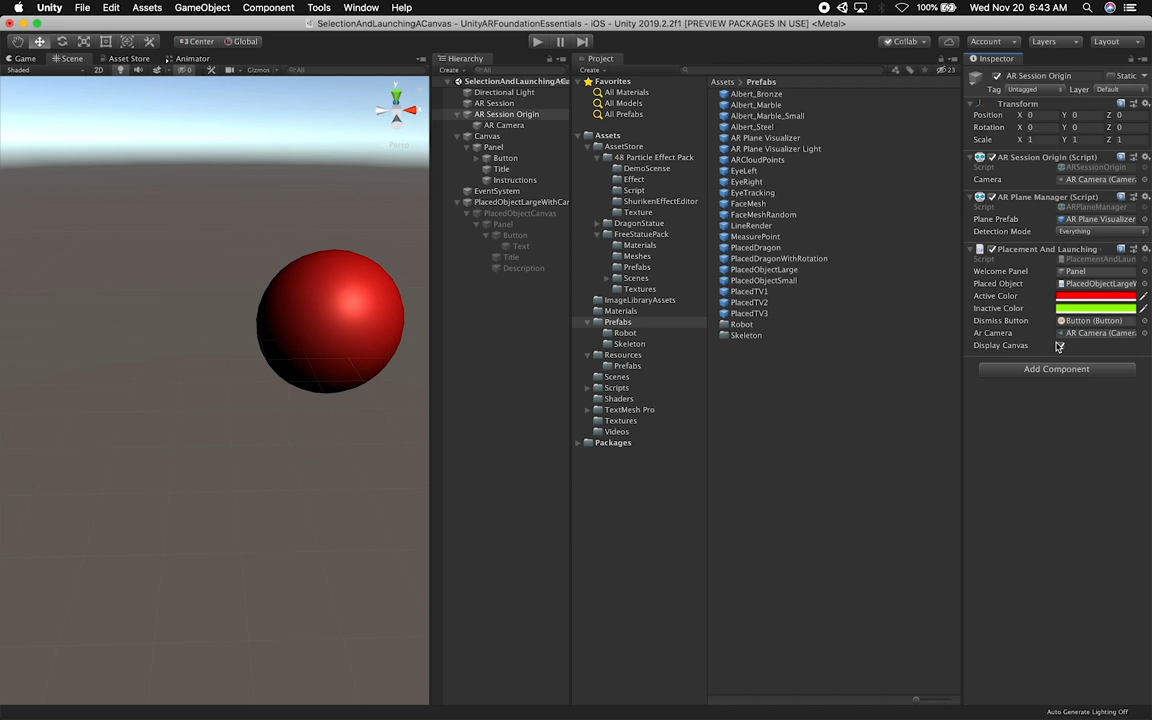 Unity File Edit Assets GameObject Component Tools Window Help 100% Wed Nov 20 6:43 AM
SelectionAndLaunchingACanvas - UnityARFoundationEssentials - iOS - Unity 2019.2.2f1 [PREVIEW PACKAGES IN USE] <Metal>
Center Global Collab Account Layers Layout
Game Scene Asset Store Animator
Shaded 2D 0 Gizmos All
y
x
Persp
Hierarchy
Create All
SelectionAndLaunchingACa
Directional Light
AR Session
AR Session Origin
AR Camera
Canvas
Panel
Button
Title
Instructions
EventSystem
PlacedObjectLargeWithCan
PlacedObjectCanvas
Panel
Button
Text
Title
Description
Project
Create 23
Favorites
All Materials
All Models
All Prefabs
Assets
AssetStore
48 Particle Effect Pack
DemoScense
Effect
Script
ShurikenEffectEditor
Texture
DragonStatue
FreeStatuePack
Materials
Meshes
Prefabs
Scenes
Textures
ImageLibraryAssets
Materials
Prefabs
Robot
Skeleton
Resources
Prefabs
Scenes
Scripts
Shaders
TextMesh Pro
Textures
Videos
Packages
Assets > Prefabs
Albert_Bronze
Albert_Marble
Albert_Marble_Small
Albert_Steel
AR Plane Visualizer
AR Plane Visualizer Light
ARCloudPoints
EyeLeft
EyeRight
EyeTracking
FaceMesh
FaceMeshRandom
LineRender
MeasurePoint
PlacedDragon
PlacedDragonWithRotation
PlacedObjectLarge
PlacedObjectSmall
PlacedTV1
PlacedTV2
PlacedTV3
Robot
Skeleton
Inspector
AR Session Origin Static
Tag Untagged Layer Default
Transform
Position X 0 Y 0 Z 0
Rotation X 0 Y 0 Z 0
Scale X 1 Y 1 Z 1
AR Session Origin (Script)
Script ARSessionOrigin
Camera AR Camera (Camer
AR Plane Manager (Script)
Script ARPlaneManager
Plane Prefab AR Plane Visualizer
Detection Mode Everything
Placement And Launching
Script PlacementAndLaun
Welcome Panel Panel
Placed Object PlacedObjectLargeW
Active Color
Inactive Color
Dismiss Button Button (Button)
Ar Camera AR Camera (Camer
Display Canvas
Add Component
Auto Generate Lighting Off